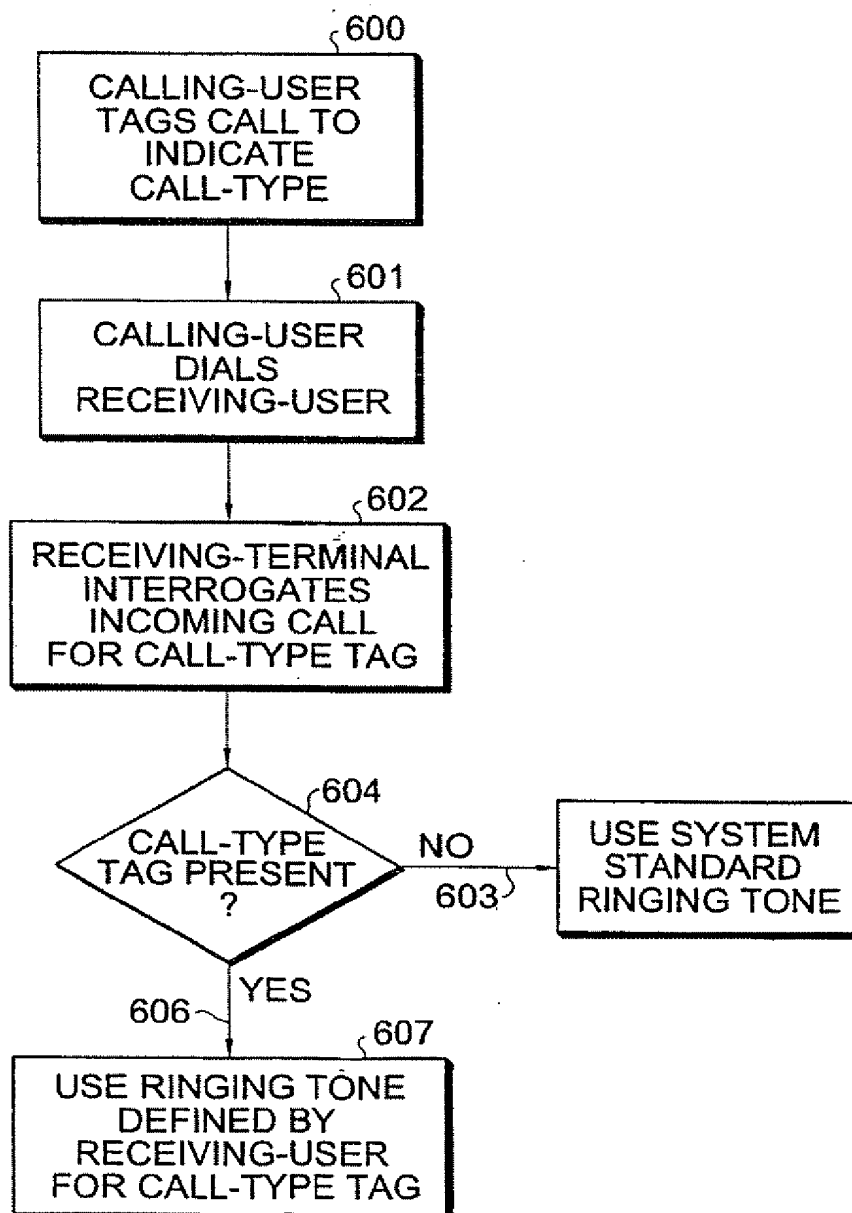 600
CALLING-USER
TAGS CALL TO
INDICATE
CALL-TYPE
601
CALLING-USER
DIALS
RECEIVING-USER
602
RECEIVING-TERMINAL
INTERROGATES
INCOMING CALL
FOR CALL-TYPE TAG
604
CALL-TYPE
TAG PRESENT
?
NO
603
USE SYSTEM
STANDARD
RINGING TONE
YES
606
607
USE RINGING TONE
DEFINED BY
RECEIVING-USER
FOR CALL-TYPE TAG